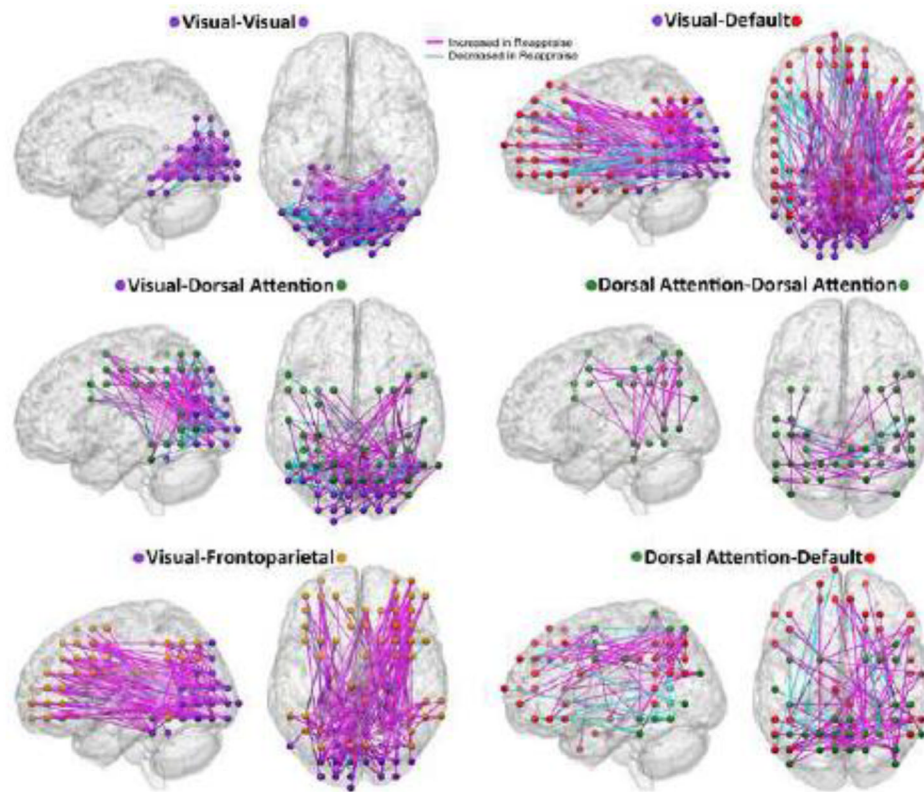 Visual-Visual
Increased in Reappraise
Decreased in Reappraise
Visual-Default
Visual-Dorsal Attention
Dorsal Attention-Dorsal Attention
Visual-Frontoparietal
Dorsal Attention-Default